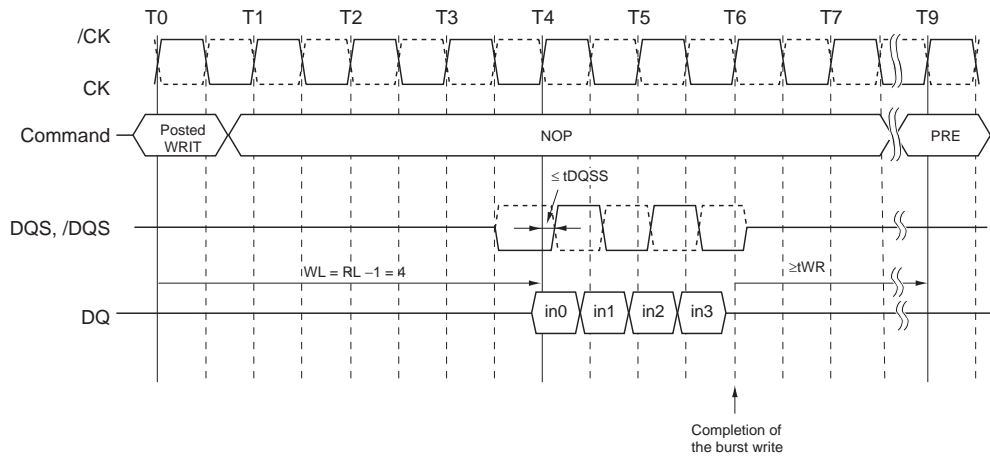 T0 T1 T2 T3 T4 T5 T6 T7 T9
/CK
CK
Command
Posted
WRIT
NOP
PRE
≤ tDQSS
DQS, /DQS
WL = RL −1 = 4
≥tWR
DQ
in0 in1 in2 in3
Completion of
the burst write